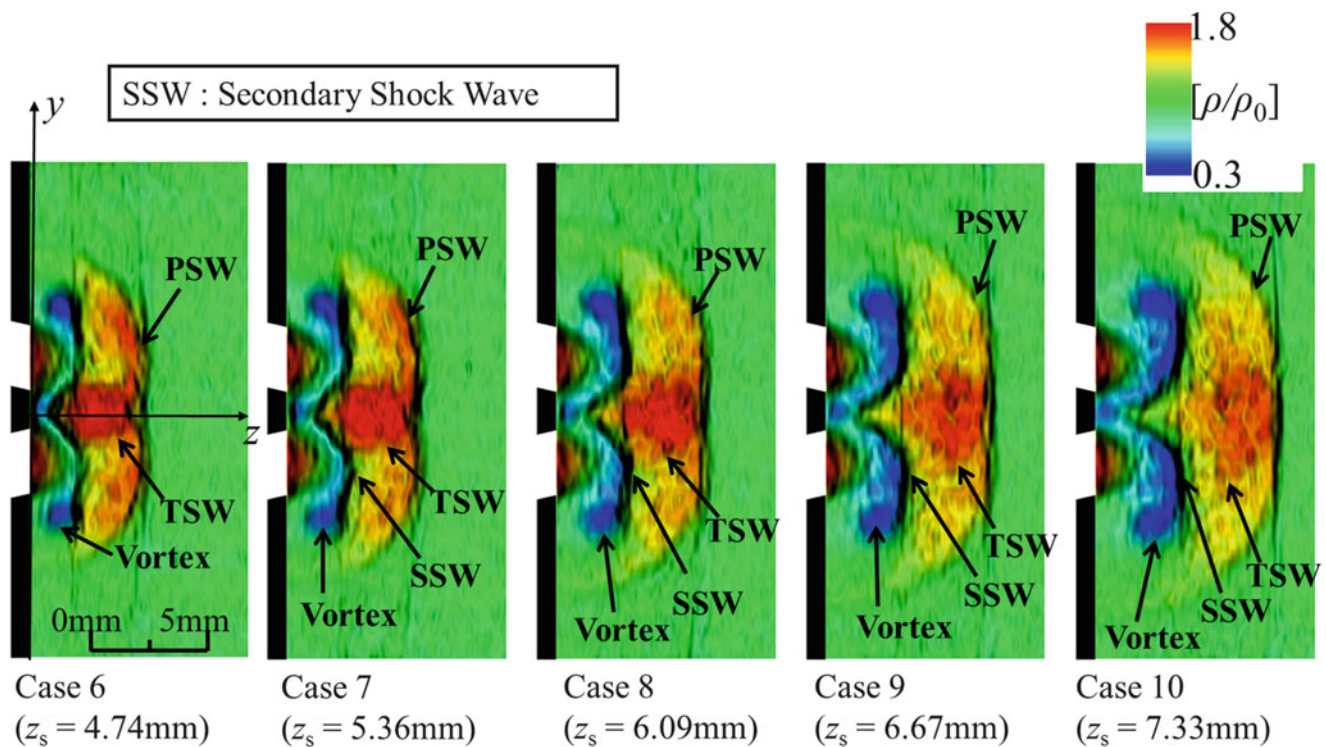 1.8
SSW : Secondary Shock Wave
[ρ/ρ₀]
y
0.3
PSW
z
TSW
Vortex
0mm 5mm
Case 6
(zₛ = 4.74mm)
PSW
TSW
SSW
Vortex
Case 7
(zₛ = 5.36mm)
PSW
TSW
SSW
Vortex
Case 8
(zₛ = 6.09mm)
PSW
TSW
SSW
Vortex
Case 9
(zₛ = 6.67mm)
PSW
TSW
SSW
Vortex
Case 10
(zₛ = 7.33mm)